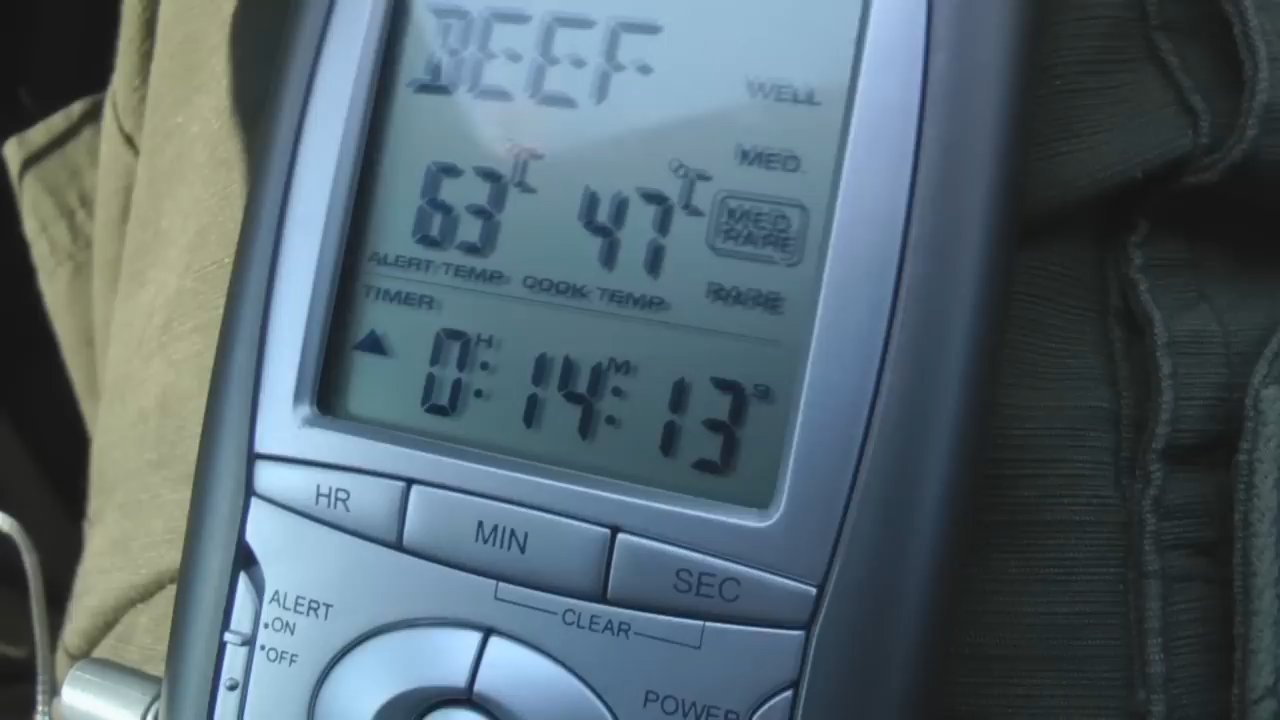 BEEF
WELL
MED
63°C 47°C MED RARE
ALERT TEMP COOK TEMP RARE
TIMER
▲ 0H: 14M: 13S
HR MIN SEC
CLEAR
ALERT
•ON
•OFF
POWER